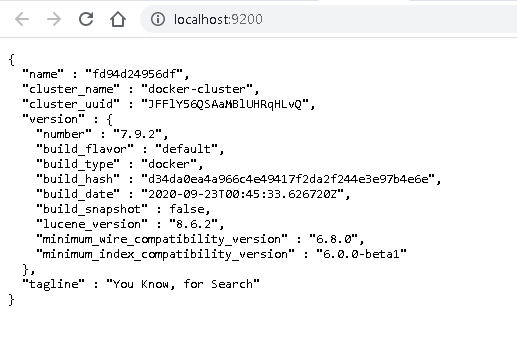 localhost:9200
{
"name" : "fd94d24956df",
"cluster_name" : "docker-cluster",
"cluster_uuid" : "JFFlY56QSAaMBlUHRqHLvQ",
"version" : {
"number" : "7.9.2",
"build_flavor" : "default",
"build_type" : "docker",
"build_hash" : "d34da0ea4a966c4e49417f2da2f244e3e97b4e6e",
"build_date" : "2020-09-23T00:45:33.626720Z",
"build_snapshot" : false,
"lucene_version" : "8.6.2",
"minimum_wire_compatibility_version" : "6.8.0",
"minimum_index_compatibility_version" : "6.0.0-beta1"
},
"tagline" : "You Know, for Search"
}